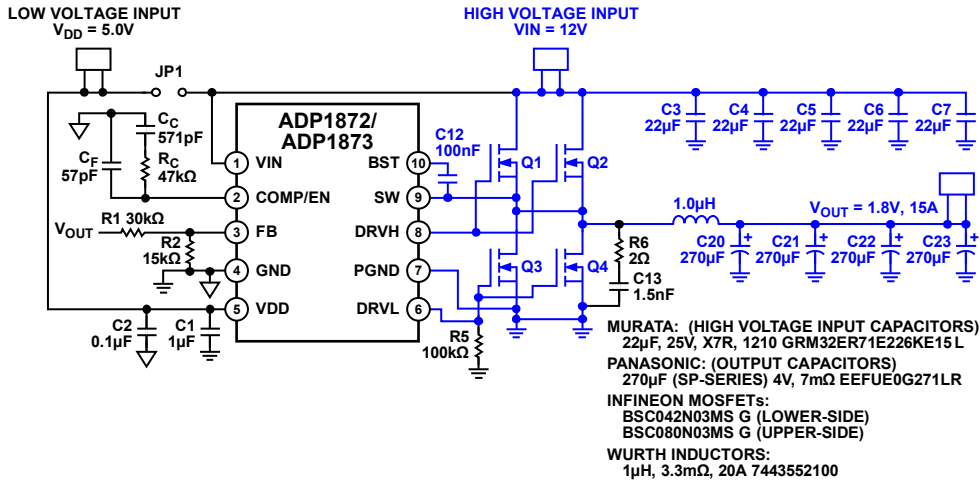 LOW VOLTAGE INPUT
VDD = 5.0V
HIGH VOLTAGE INPUT
VIN = 12V
JP1
CC
571pF
CF
57pF
RC
47kΩ
R1 30kΩ
VOUT
R2
15kΩ
C2
0.1µF
C1
1µF
ADP1872/
ADP1873
1 VIN
2 COMP/EN
3 FB
4 GND
5 VDD
BST 10
SW 9
DRVH 8
PGND 7
DRVL 6
C12
100nF
Q1
Q2
Q3
Q4
R5
100kΩ
C3
22µF
C4
22µF
C5
22µF
C6
22µF
C7
22µF
1.0µH
VOUT = 1.8V, 15A
R6
2Ω
C13
1.5nF
C20
270µF
+
C21
270µF
+
C22
270µF
+
C23
270µF
+
MURATA: (HIGH VOLTAGE INPUT CAPACITORS)
22µF, 25V, X7R, 1210 GRM32ER71E226KE15L
PANASONIC: (OUTPUT CAPACITORS)
270µF (SP-SERIES) 4V, 7mΩ EEFUE0G271LR
INFINEON MOSFETs:
BSC042N03MS G (LOWER-SIDE)
BSC080N03MS G (UPPER-SIDE)
WURTH INDUCTORS:
1µH, 3.3mΩ, 20A 7443552100